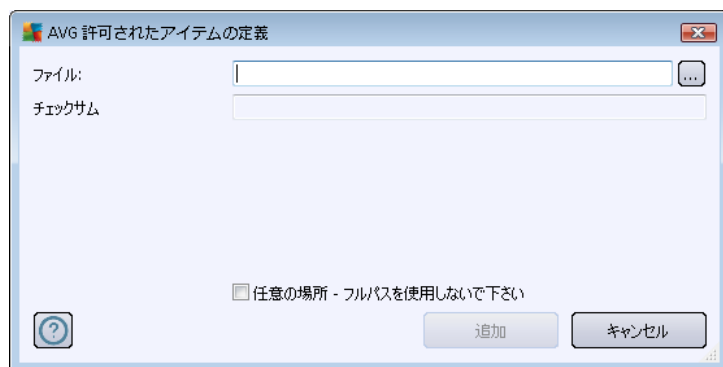 AVG 許可されたアイテムの定義
ファイル:
...
チェックサム
任意の場所 - フルパスを使用しないで下さい
?
追加
キャンセル